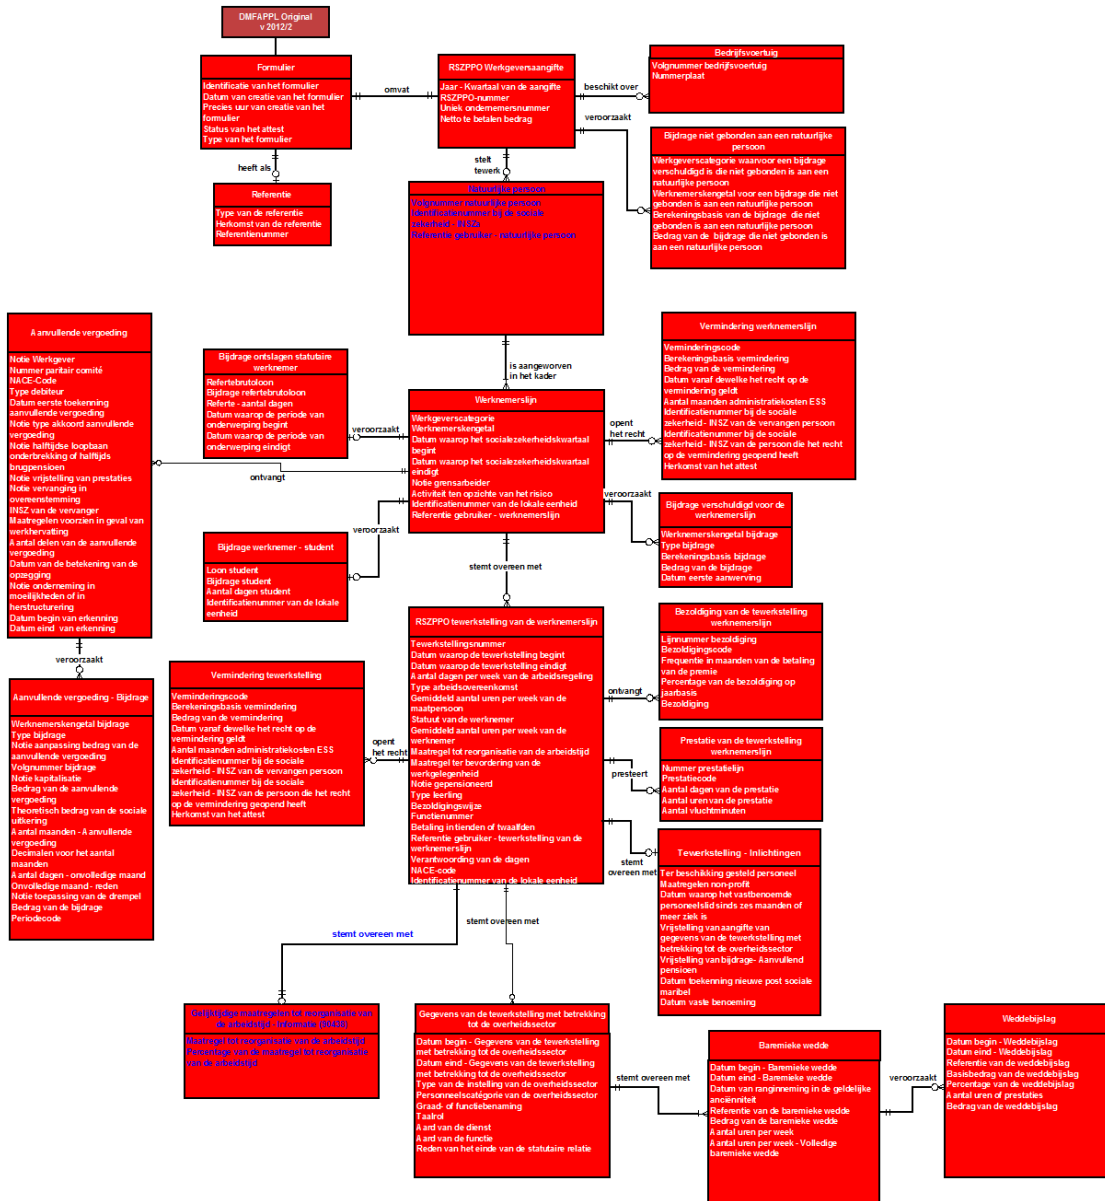 DMFAPPL Original
v 2012/2
Formulier
Identificatie van het formulier
Datum van creatie van het formulier
Precies uur van creatie van het
formulier
Status van het attest
Type van het formulier
omvat
RSZPPO Werkgeversaangifte
Jaar - Kwartaal van de aangifte
RSZPPO-nummer
Uniek ondernemersnummer
Netto te betalen bedrag
beschikt over
veroorzaakt
Bedrijfsvoertuig
Volgnummer bedrijfsvoertuig
Nummerplaat
Bijdrage niet gebonden aan een natuurlijke
persoon
Werkgeverscategorie waarvoor een bijdrage
verschuldigd is die niet gebonden is aan een
natuurlijke persoon
Werknemerskengetal voor een bijdrage die niet
gebonden is aan een natuurlijke persoon
Berekeningsbasis van de bijdrage die niet
gebonden is aan een natuurlijke persoon
Bedrag van de bijdrage die niet gebonden is
aan een natuurlijke persoon
heeft als
Referentie
Type van de referentie
Herkomst van de referentie
Referentienummer
stelt
tewerk
Natuurlijke persoon
Volgnummer natuurlijke persoon
Identificatienummer bij de sociale
zekerheid - INSZa
Referentie gebruiker - natuurlijke persoon
is aangeworven
in het kader
Aanvullende vergoeding
Notie Werkgever
Nummer paritair comité
NACE-Code
Type debiteur
Datum eerste toekenning
aanvullende vergoeding
Notie type akkoord aanvullende
vergoeding
Notie halftijdse loopbaan
onderbrekking of halftijds
brugpensioen
Notie vrijstelling van prestaties
Notie vervanging in
overeenstemming
INSZ van de vervanger
Maatregelen voorzien in geval van
werkhervatting
Aantal delen van de aanvullende
vergoeding
Datum van de betekening van de
opzegging
Notie onderneming in
moeilijkheden of in
herstructurering
Datum begin van erkenning
Datum eind van erkenning
Bijdrage ontslagen statutaire
werknemer
Refertebrutoloon
Bijdrage refertebrutoloon
Referte - aantal dagen
Datum waarop de periode van
onderwerping begint
Datum waarop de periode van
onderwerping eindigt
veroorzaakt
ontvangt
Werknemerslijn
Werkgeverscategorie
Werknemerskengetal
Datum waarop het socialezekerheidskwartaal
begint
Datum waarop het socialezekerheidskwartaal
eindigt
Notie grensarbeider
Activiteit ten opzichte van het risico
Identificatienummer van de lokale eenheid
Referentie gebruiker - werknemerslijn
opent
het recht
Vermindering werknemerslijn
Verminderingscode
Berekeningsbasis vermindering
Bedrag van de vermindering
Datum vanaf dewelke het recht op de
vermindering geldt
Aantal maanden administratiekosten ESS
Identificatienummer bij de sociale
zekerheid - INSZ van de vervangen persoon
Identificatienummer bij de sociale
zekerheid - INSZ van de persoon die het recht
op de vermindering geopend heeft
Herkomst van het attest
veroorzaakt
Bijdrage verschuldigd voor de
werknemerslijn
Werknemerskengetal bijdrage
Type bijdrage
Berekeningsbasis bijdrage
Bedrag van de bijdrage
Datum eerste aanwerving
veroorzaakt
Bijdrage werknemer - student
Loon student
Bijdrage student
Aantal dagen student
Identificatienummer van de lokale
eenheid
stemt overeen met
veroorzaakt
Aanvullende vergoeding - Bijdrage
Werknemerskengetal bijdrage
Type bijdrage
Notie aanpassing bedrag van de
aanvullende vergoeding
Volgnummer bijdrage
Notie kapitalisatie
Bedrag van de aanvullende
vergoeding
Theoretisch bedrag van de sociale
uitkering
Aantal maanden - Aanvullende
vergoeding
Decimalen voor het aantal
maanden
Aantal dagen - onvolledige maand
Onvolledige maand - reden
Notie toepassing van de drempel
Bedrag van de bijdrage
Periodecode
Vermindering tewerkstelling
Verminderingscode
Berekeningsbasis vermindering
Bedrag van de vermindering
Datum vanaf dewelke het recht op de
vermindering geldt
Aantal maanden administratiekosten ESS
Identificatienummer bij de sociale
zekerheid - INSZ van de vervangen persoon
Identificatienummer bij de sociale
zekerheid - INSZ van de persoon die het recht
op de vermindering geopend heeft
Herkomst van het attest
opent
het recht
RSZPPO tewerkstelling van de werknemerslijn
Tewerkstellingsnummer
Datum waarop de tewerkstelling begint
Datum waarop de tewerkstelling eindigt
Aantal dagen per week van de arbeidsregeling
Type arbeidsovereenkomst
Gemiddeld aantal uren per week van de
maatpersoon
Statuut van de werknemer
Gemiddeld aantal uren per week van de
werknemer
Maatregel tot reorganisatie van de arbeidstijd
Maatregel ter bevordering van de
werkgelegenheid
Notie gepensioneerd
Type leerling
Bezoldigingswijze
Functienummer
Betaling in tienden of twaalfden
Referentie gebruiker - tewerkstelling van de
werknemerslijn
Verantwoording van de dagen
NACE-code
Identificatienummer van de lokale eenheid
ontvangt
Bezoldiging van de tewerkstelling
werknemerslijn
Lijnnummer bezoldiging
Bezoldigingscode
Frequentie in maanden van de betaling
van de premie
Percentage van de bezoldiging op
jaarbasis
Bezoldiging
presteert
Prestatie van de tewerkstelling
werknemerslijn
Nummer prestatielijn
Prestatiecode
Aantal dagen van de prestatie
Aantal uren van de prestatie
Aantal vluchtminuten
stemt
overeen met
Tewerkstelling - Inlichtingen
Ter beschikking gesteld personeel
Maatregelen non-profit
Datum waarop het vastbenoemde
personeelslid sinds zes maanden of
meer ziek is
Vrijstelling van aangifte van
gegevens van de tewerkstelling met
betrekking tot de overheidssector
Vrijstelling van bijdrage- Aanvullend
pensioen
Datum toekenning nieuwe post sociale
maribel
Datum vaste benoeming
stemt overeen met
stemt overeen met
Gelijktijdige maatregelen tot reorganisatie van
de arbeidstijd - Informatie (90438)
Maatregel tot reorganisatie van de arbeidstijd
Percentage van de maatregel tot reorganisatie
van de arbeidstijd
Gegevens van de tewerkstelling met betrekking
tot de overheidssector
Datum begin - Gegevens van de tewerkstelling
met betrekking tot de overheidssector
Datum eind - Gegevens van de tewerkstelling
met betrekking tot de overheidssector
Type van de instelling van de overheidssector
Personneelscatégorie van de overheidssector
Graad- of functiebenaming
Taalrol
Aard van de dienst
Aard van de functie
Reden van het einde van de statutaire relatie
stemt overeen met
Baremieke wedde
Datum begin - Baremieke wedde
Datum eind - Baremieke wedde
Datum van ranginneming in de geldelijke
anciënniteit
Referentie van de baremieke wedde
Bedrag van de baremieke wedde
Aantal uren per week
Aantal uren per week - Volledige
baremieke wedde
veroorzaakt
Weddebijslag
Datum begin - Weddebijslag
Datum eind - Weddebijslag
Referentie van de weddebijslag
Basisbedrag van de weddebijslag
Percentage van de weddebijslag
Aantal uren of prestaties
Bedrag van de weddebijslag